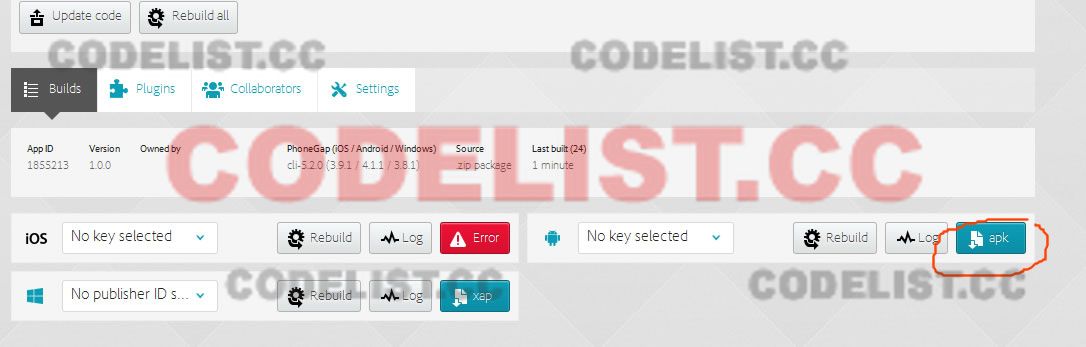 Update code Rebuild all
CODELIST.CC CODELIST.CC
Builds Plugins Collaborators Settings
CODELIST.CC
App ID Version Owned by PhoneGap (iOS / Android / Windows) Source Last built (24)
1855213 1.0.0 cli-5.2.0 (3.9.1 / 4.1.1 / 3.8.1) .zip package 1 minute
iOS No key selected Rebuild Log Error No key selected Rebuild Log apk
CODELIST.CC CODELIST.CC
No publisher ID s... Rebuild Log xap